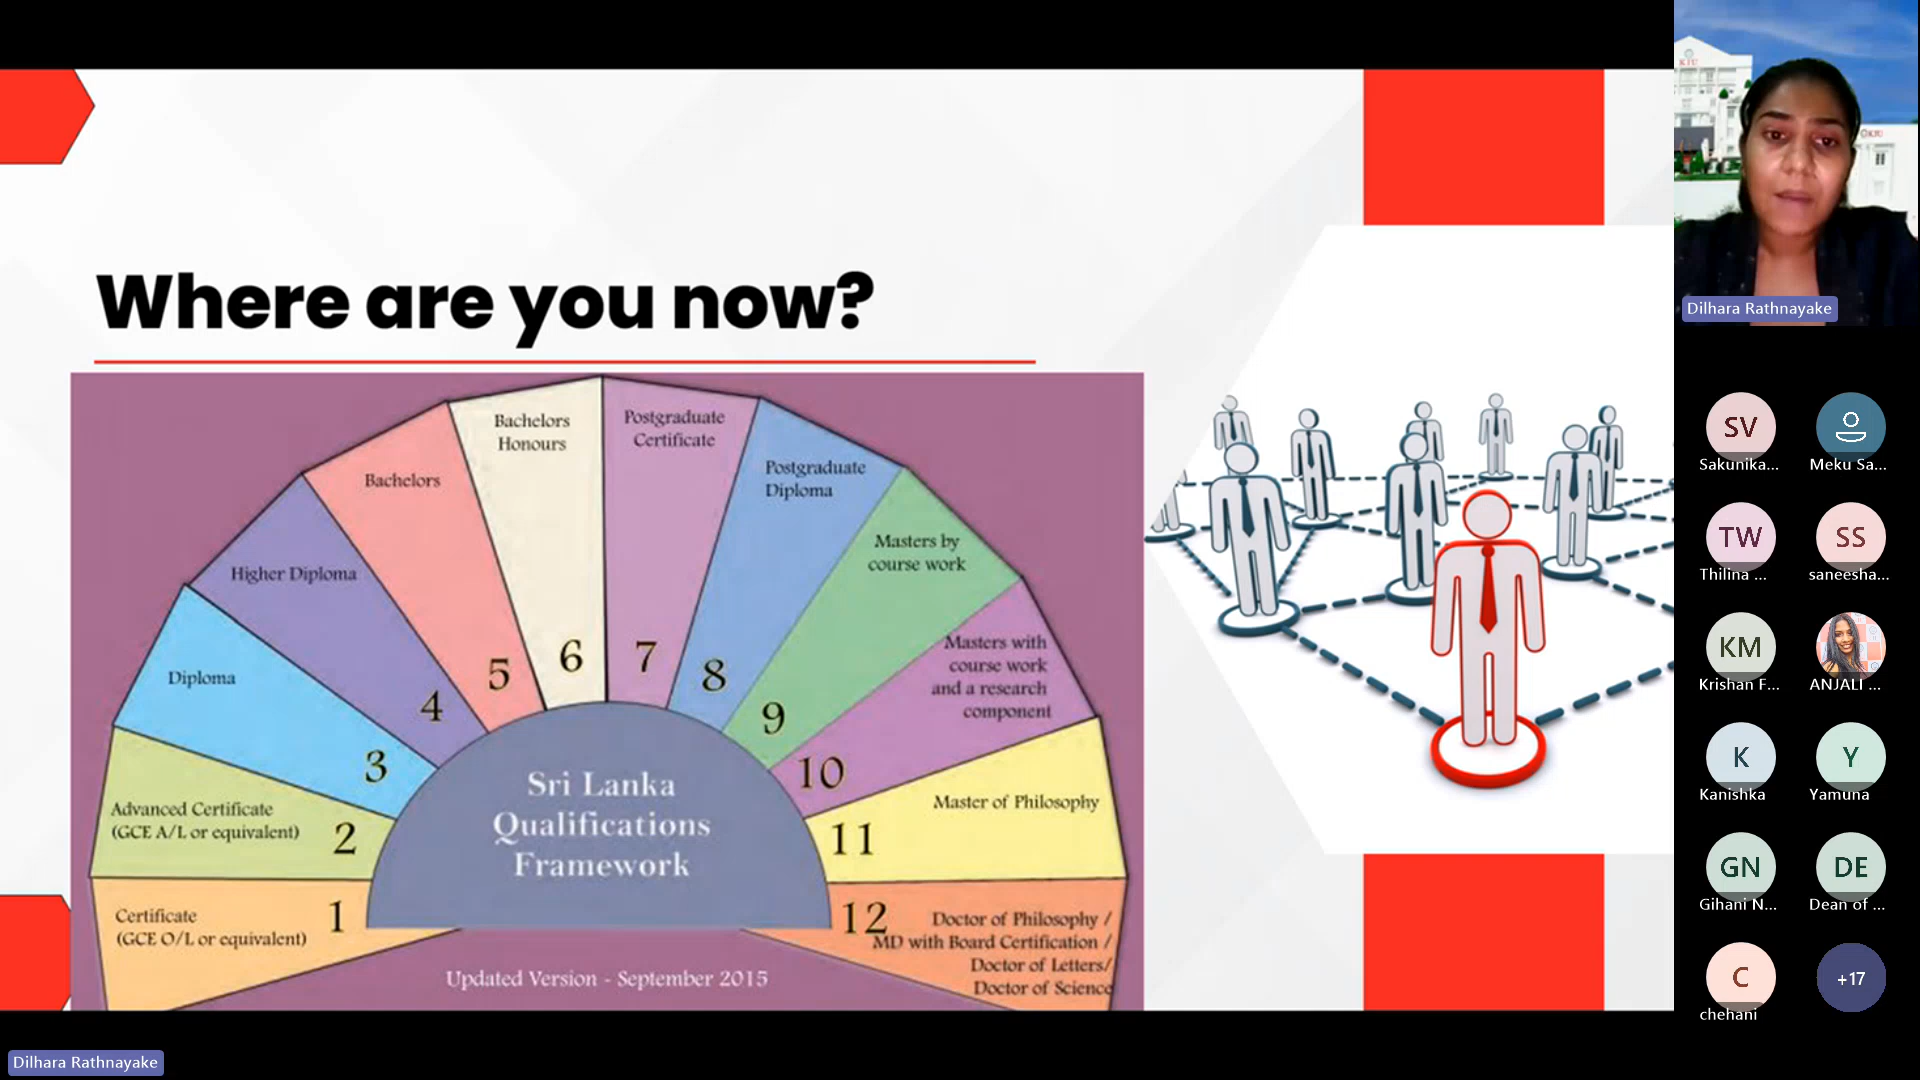 Where are you now?
Certificate
(GCE O/L or equivalent)
1
Advanced Certificate
(GCE A/L or equivalent)
2
Diploma
3
Higher Diploma
4
Bachelors
5
Bachelors
Honours
6
Postgraduate
Certificate
7
Postgraduate
Diploma
8
Masters by
course work
9
Masters with
course work
and a research
component
10
Master of Philosophy
11
12
Doctor of Philosophy /
MD with Board Certification /
Doctor of Letters/
Doctor of Science
Sri Lanka
Qualifications
Framework
Updated Version - September 2015
Dilhara Rathnayake
KIU
KIU
Dilhara Rathnayake
SV
Sakunika...
Meku Sa...
TW
Thilina ...
SS
saneesha...
KM
Krishan F...
ANJALI ...
K
Kanishka
Y
Yamuna
GN
Gihani N...
DE
Dean of ...
C
chehani
+17